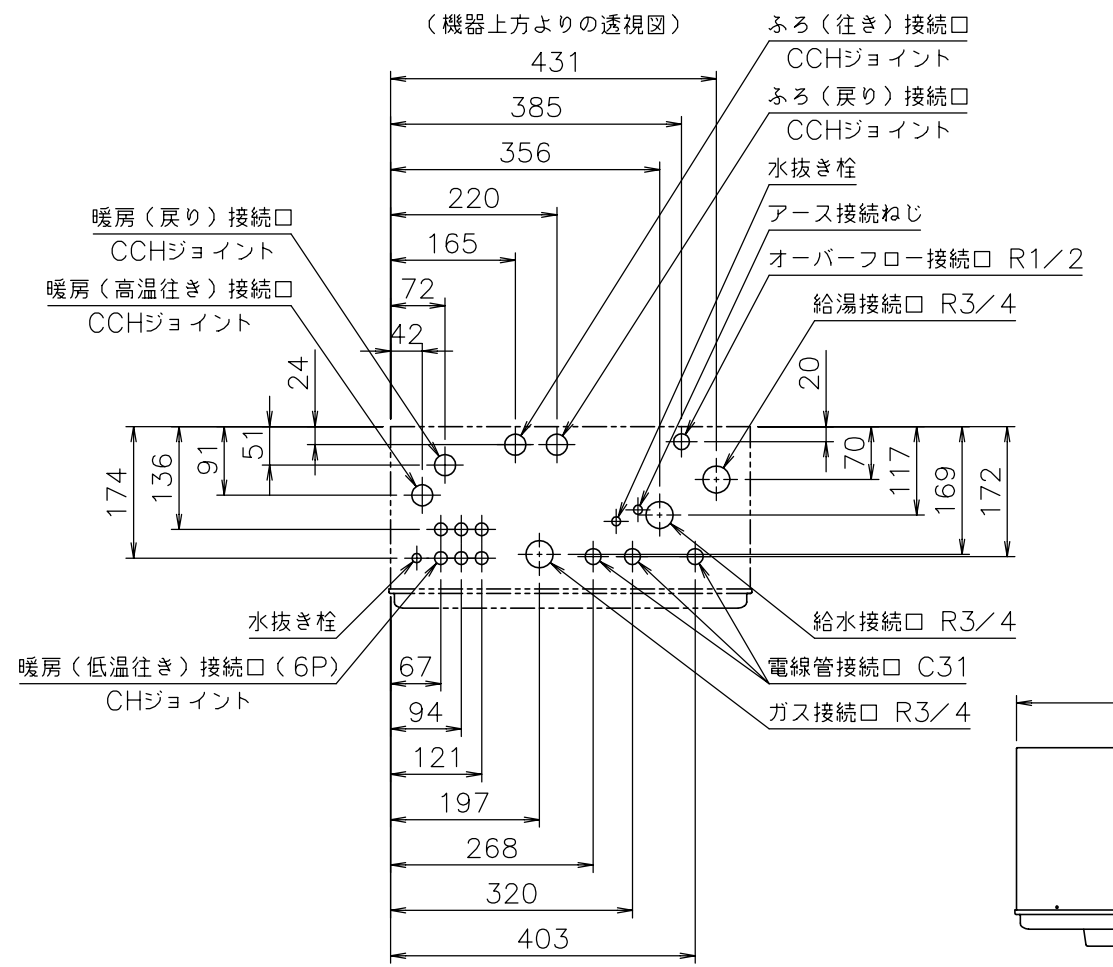 （機器上方よりの透視図）
ふろ（往き）接続口
CCHジョイント
431
ふろ（戻り）接続口
CCHジョイント
385
356
水抜き栓
220
アース接続ねじ
暖房（戻り）接続口
CCHジョイント
165
オーバーフロー接続口 R1/2
暖房（高温往き）接続口
CCHジョイント
72
給湯接続口 R3/4
42
24
20
51
91
136
174
70
117
169
172
水抜き栓
給水接続口 R3/4
暖房（低温往き）接続口（6P）
CHジョイント
67
電線管接続口 C31
94
ガス接続口 R3/4
121
197
268
320
403